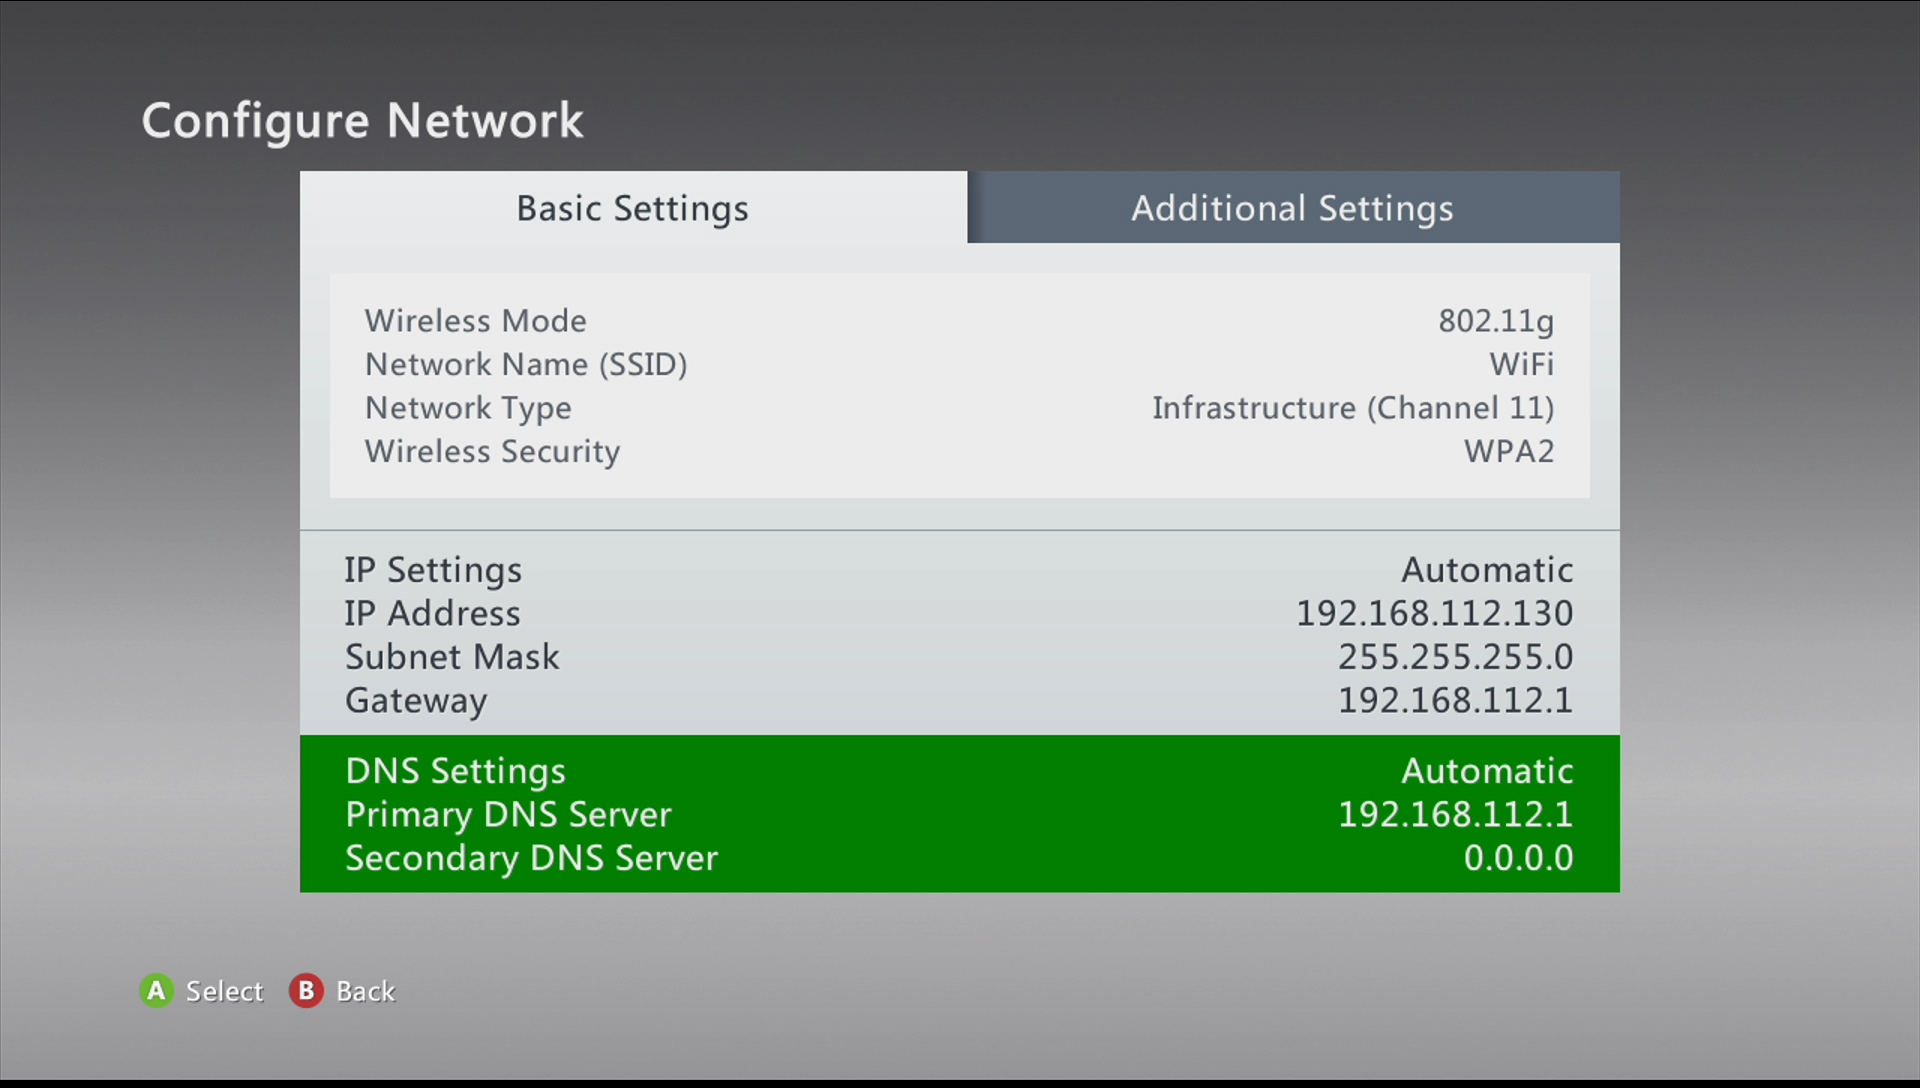 Configure Network
Basic Settings
Additional Settings
Wireless Mode 802.11g
Network Name (SSID) WiFi
Network Type Infrastructure (Channel 11)
Wireless Security WPA2
IP Settings Automatic
IP Address 192.168.112.130
Subnet Mask 255.255.255.0
Gateway 192.168.112.1
DNS Settings Automatic
Primary DNS Server 192.168.112.1
Secondary DNS Server 0.0.0.0
A Select B Back